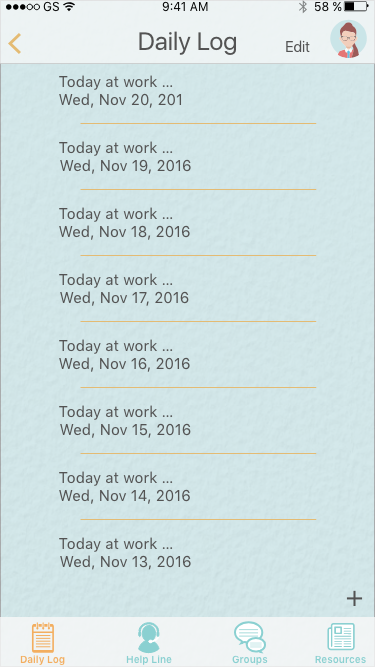 GS 9:41 AM 58 %
Daily Log Edit
Today at work ...
Wed, Nov 20, 201
Today at work ...
Wed, Nov 19, 2016
Today at work ...
Wed, Nov 18, 2016
Today at work ...
Wed, Nov 17, 2016
Today at work ...
Wed, Nov 16, 2016
Today at work ...
Wed, Nov 15, 2016
Today at work ...
Wed, Nov 14, 2016
Today at work ...
Wed, Nov 13, 2016
+
Daily Log Help Line Groups Resources